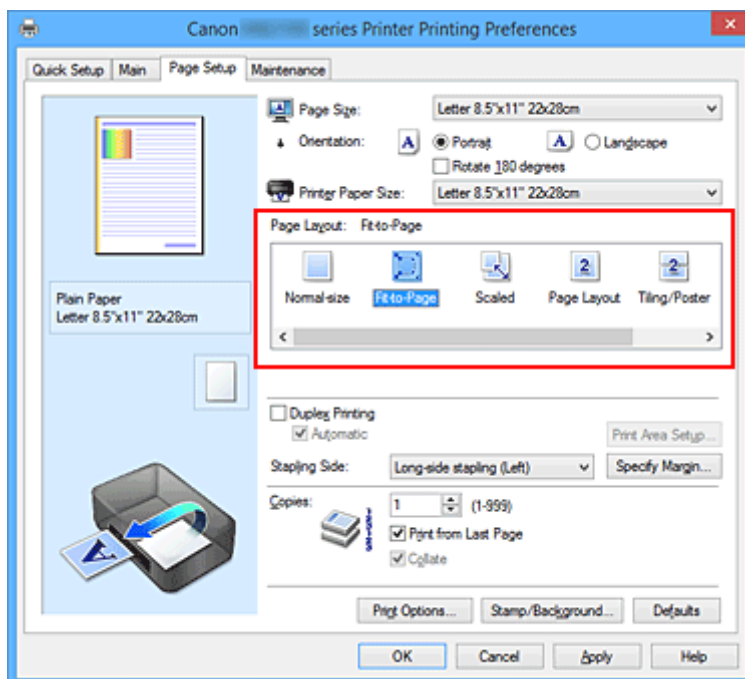 Canon series Printer Printing Preferences
Quick Setup Main Page Setup Maintenance
Page Size: Letter 8.5"x11" 22x28cm
Orientation: A Portrait A Landscape
Rotate 180 degrees
Printer Paper Size: Letter 8.5"x11" 22x28cm
Page Layout: Fit-to-Page
2 2
Normal-size Fit-to-Page Scaled Page Layout Tiling/Poster
Plain Paper
Letter 8.5"x11" 22x28cm
Duplex Printing
Automatic
Print Area Setup...
Stapling Side: Long-side stapling (Left) Specify Margin...
Copies: 1 (1-999)
Print from Last Page
Collate
A
Print Options... Stamp/Background... Defaults
OK Cancel Apply Help